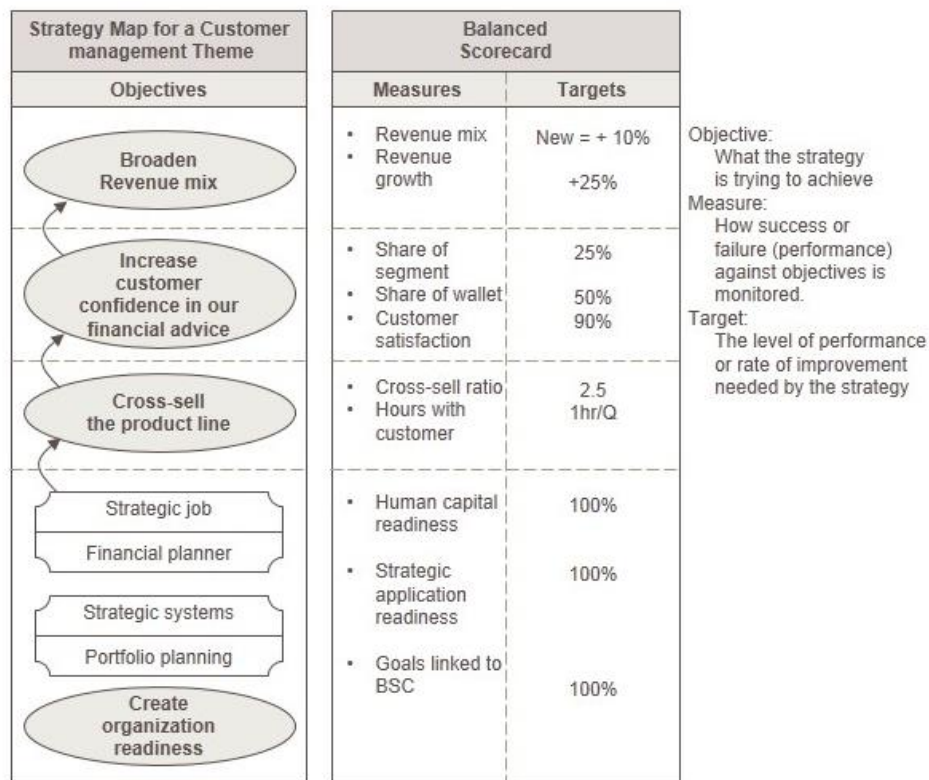 Strategy Map for a Customer
management Theme
Objectives
Broaden
Revenue mix
Increase
customer
confidence in our
financial advice
Cross-sell
the product line
Strategic job
Financial planner
Strategic systems
Portfolio planning
Create
organization
readiness
Balanced
Scorecard
Measures
Targets
• Revenue mix
New = + 10%
• Revenue
growth
+25%
• Share of
segment
25%
• Share of wallet
50%
• Customer
satisfaction
90%
• Cross-sell ratio
2.5
• Hours with
customer
1hr/Q
• Human capital
readiness
100%
• Strategic
application
readiness
100%
• Goals linked to
BSC
100%
Objective:
What the strategy
is trying to achieve
Measure:
How success or
failure (performance)
against objectives is
monitored.
Target:
The level of performance
or rate of improvement
needed by the strategy